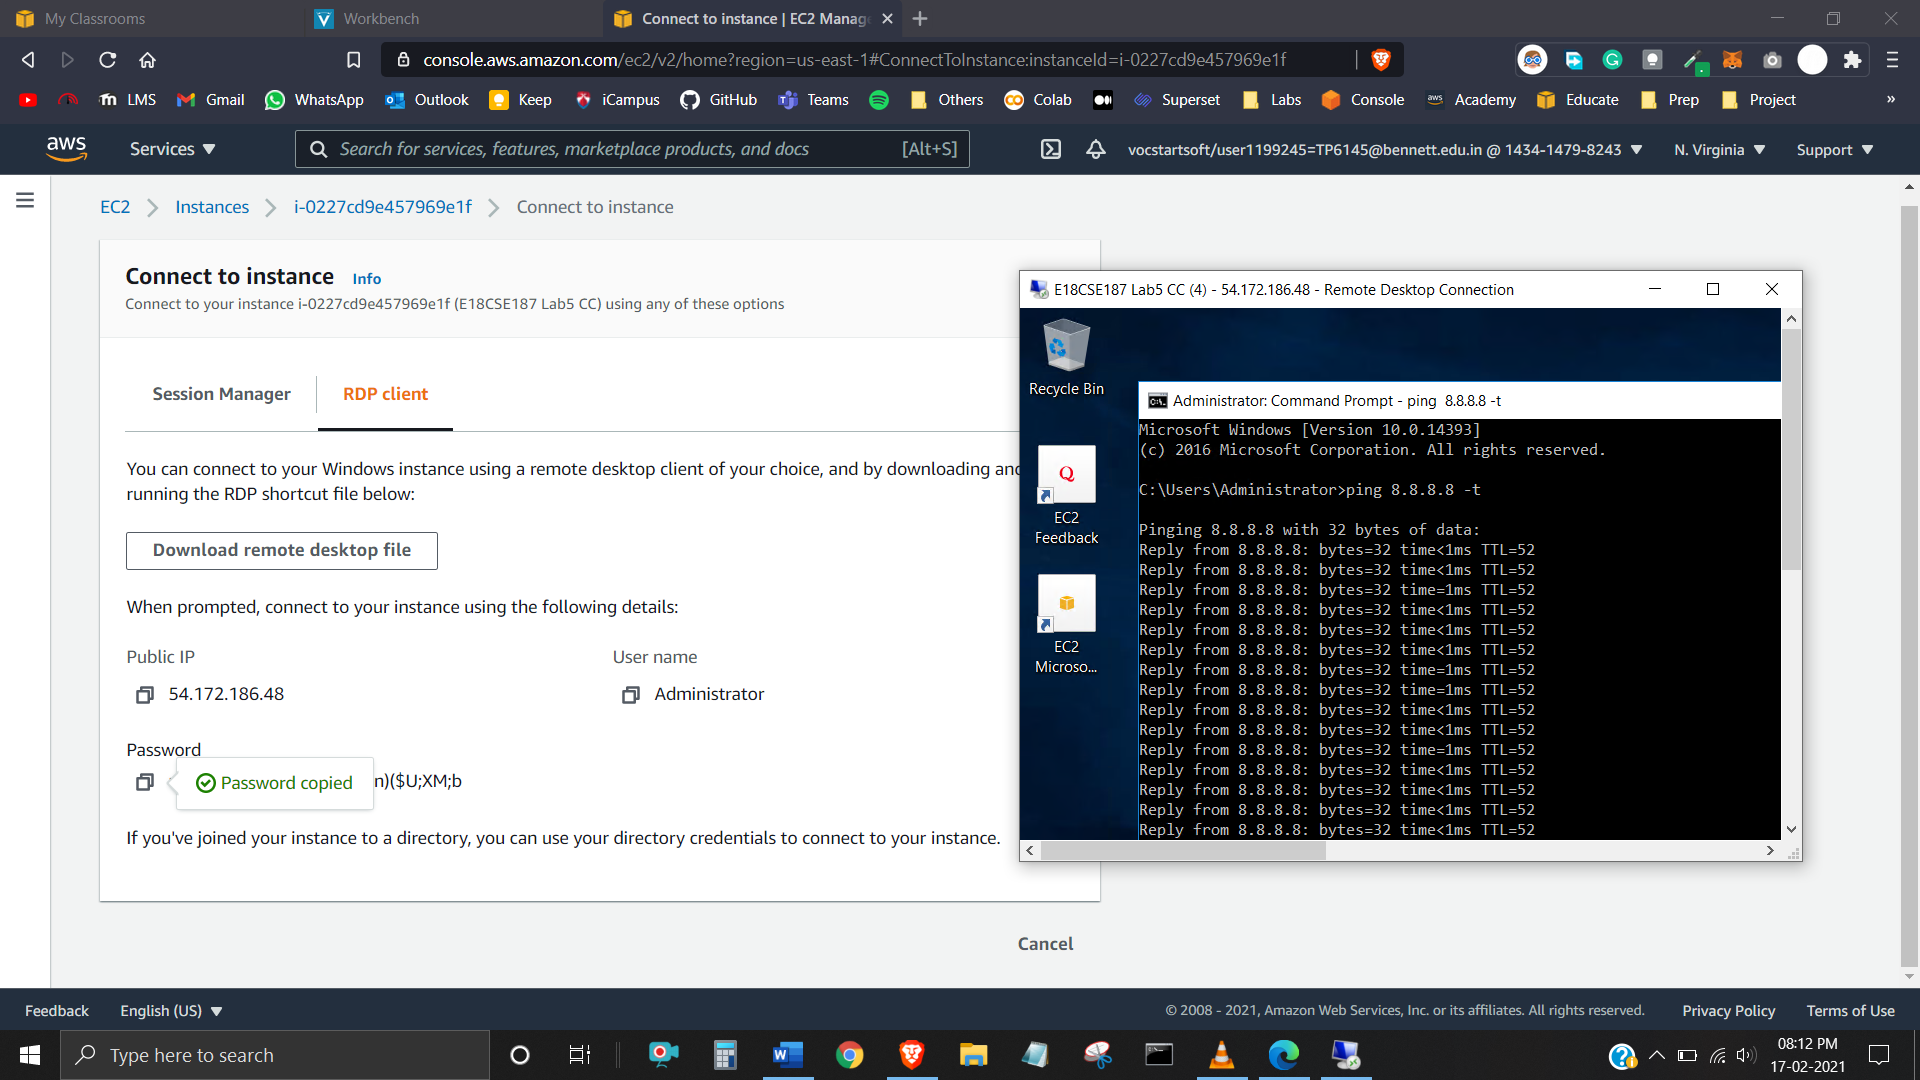 My Classrooms
Workbench
Connect to instance | EC2 Manag
console.aws.amazon.com/ec2/v2/home?region=us-east-1#ConnectToInstance:instanceId=i-0227cd9e457969e1f
LMS Gmail WhatsApp Outlook Keep iCampus GitHub Teams Others Colab Superset Labs Console Academy Educate Prep Project »
aws Services Search for services, features, marketplace products, and docs [Alt+S] vocstartsoft/user1199245=TP6145@bennett.edu.in @ 1434-1479-8243 N. Virginia Support
EC2 Instances i-0227cd9e457969e1f Connect to instance
Connect to instance Info
Connect to your instance i-0227cd9e457969e1f (E18CSE187 Lab5 CC) using any of these options
Session Manager RDP client
You can connect to your Windows instance using a remote desktop client of your choice, and by downloading and
running the RDP shortcut file below:
Download remote desktop file
When prompted, connect to your instance using the following details:
Public IP User name
54.172.186.48 Administrator
Password
Password copied n)($U;XM;b
If you've joined your instance to a directory, you can use your directory credentials to connect to your instance.
Cancel
E18CSE187 Lab5 CC (4) - 54.172.186.48 - Remote Desktop Connection
Recycle Bin
EC2
Feedback
EC2
Microso...
Administrator: Command Prompt - ping 8.8.8.8 -t
Microsoft Windows [Version 10.0.14393]
(c) 2016 Microsoft Corporation. All rights reserved.
C:\Users\Administrator>ping 8.8.8.8 -t
Pinging 8.8.8.8 with 32 bytes of data:
Reply from 8.8.8.8: bytes=32 time<1ms TTL=52
Reply from 8.8.8.8: bytes=32 time<1ms TTL=52
Reply from 8.8.8.8: bytes=32 time=1ms TTL=52
Reply from 8.8.8.8: bytes=32 time<1ms TTL=52
Reply from 8.8.8.8: bytes=32 time<1ms TTL=52
Reply from 8.8.8.8: bytes=32 time<1ms TTL=52
Reply from 8.8.8.8: bytes=32 time=1ms TTL=52
Reply from 8.8.8.8: bytes=32 time=1ms TTL=52
Reply from 8.8.8.8: bytes=32 time<1ms TTL=52
Reply from 8.8.8.8: bytes=32 time<1ms TTL=52
Reply from 8.8.8.8: bytes=32 time<1ms TTL=52
Reply from 8.8.8.8: bytes=32 time<1ms TTL=52
Reply from 8.8.8.8: bytes=32 time<1ms TTL=52
Reply from 8.8.8.8: bytes=32 time<1ms TTL=52
Reply from 8.8.8.8: bytes=32 time<1ms TTL=52
Feedback English (US) © 2008 - 2021, Amazon Web Services, Inc. or its affiliates. All rights reserved. Privacy Policy Terms of Use
Type here to search
08:12 PM
17-02-2021